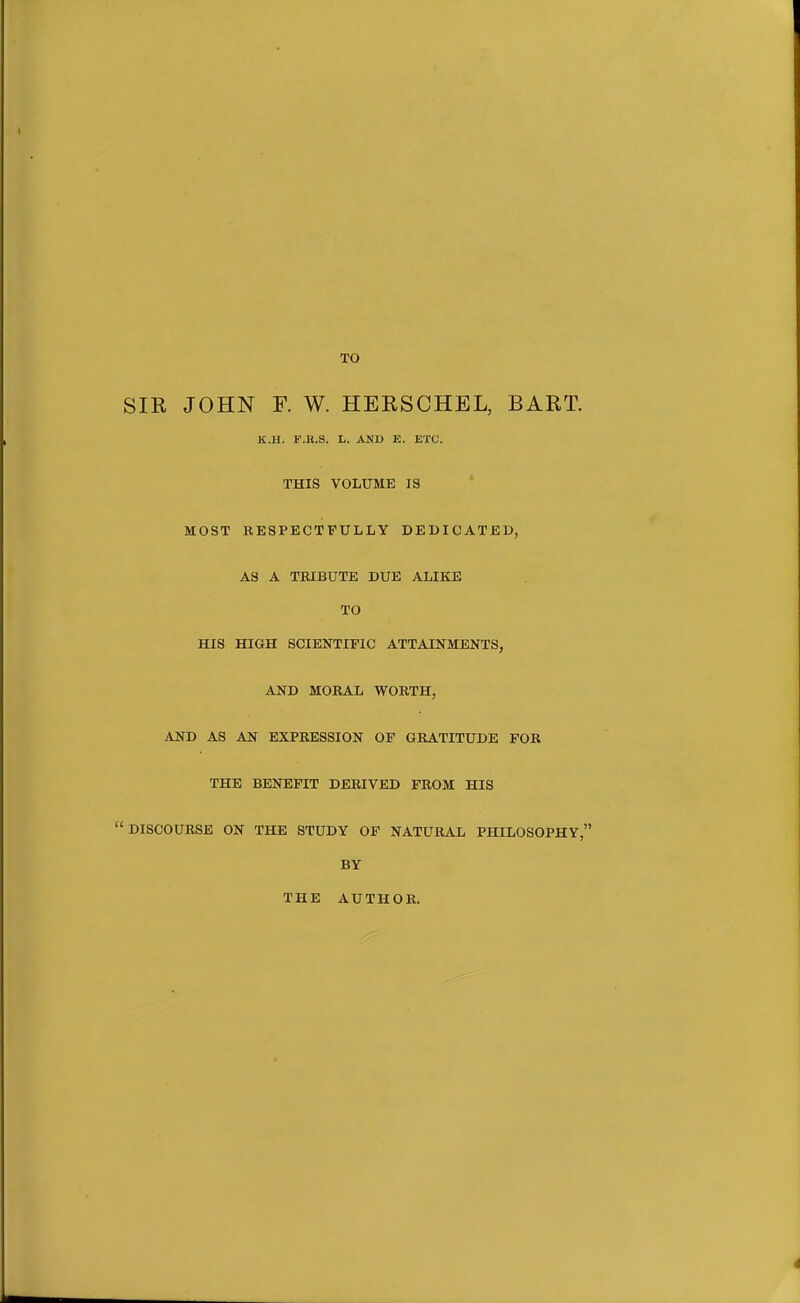 TO
SIR JOHN F. W. HERSCHEL, BART.
K.H. F.R.S. L. AND E. ETC.
THIS VOLUME IS
MOST RESPECTFULLY DEDICATED,
AS A TRIBUTE DUE ALIKE
TO
HIS HIGH SCIENTIFIC ATTAINMENTS,
AND MORAL WORTH,
AND AS AN EXPRESSION OF GRATITUDE FOR
THE BENEFIT DERIVED FROM HIS
“DISCOURSE ON THE STUDY OF NATURAL PHILOSOPHY,”
BY
THE AUTHOR.